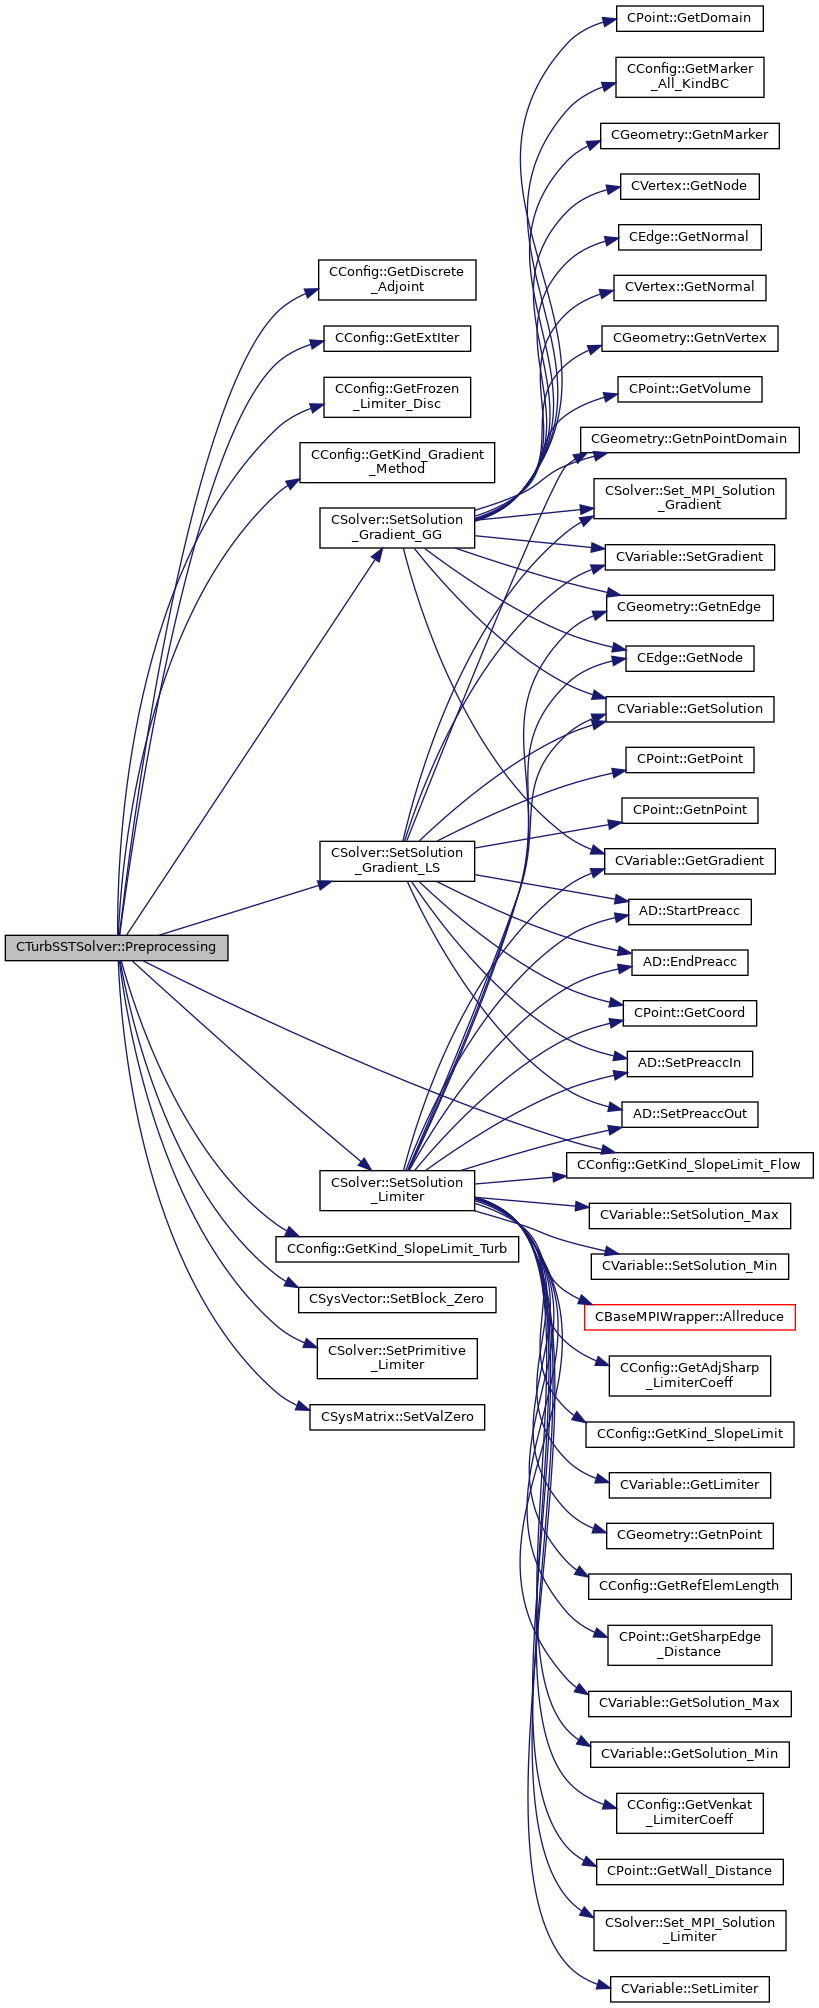 CTurbSSTSolver::Preprocessing
CConfig::GetDiscrete
_Adjoint
CConfig::GetExtIter
CConfig::GetFrozen
_Limiter_Disc
CConfig::GetKind_Gradient
_Method
CSolver::SetSolution
_Gradient_GG
CSolver::SetSolution
_Gradient_LS
CSolver::SetSolution
_Limiter
CConfig::GetKind_SlopeLimit_Turb
CSysVector::SetBlock_Zero
CSolver::SetPrimitive
_Limiter
CSysMatrix::SetValZero
CPoint::GetDomain
CConfig::GetMarker
_All_KindBC
CGeometry::GetnMarker
CVertex::GetNode
CEdge::GetNormal
CVertex::GetNormal
CGeometry::GetnVertex
CPoint::GetVolume
CGeometry::GetnPointDomain
CSolver::Set_MPI_Solution
_Gradient
CVariable::SetGradient
CGeometry::GetnEdge
CEdge::GetNode
CVariable::GetSolution
CPoint::GetPoint
CPoint::GetnPoint
CVariable::GetGradient
AD::StartPreacc
AD::EndPreacc
CPoint::GetCoord
AD::SetPreaccIn
AD::SetPreaccOut
CConfig::GetKind_SlopeLimit_Flow
CVariable::SetSolution_Max
CVariable::SetSolution_Min
CBaseMPIWrapper::Allreduce
CConfig::GetAdjSharp
_LimiterCoeff
CConfig::GetKind_SlopeLimit
CVariable::GetLimiter
CGeometry::GetnPoint
CConfig::GetRefElemLength
CPoint::GetSharpEdge
_Distance
CVariable::GetSolution_Max
CVariable::GetSolution_Min
CConfig::GetVenkat
_LimiterCoeff
CPoint::GetWall_Distance
CSolver::Set_MPI_Solution
_Limiter
CVariable::SetLimiter